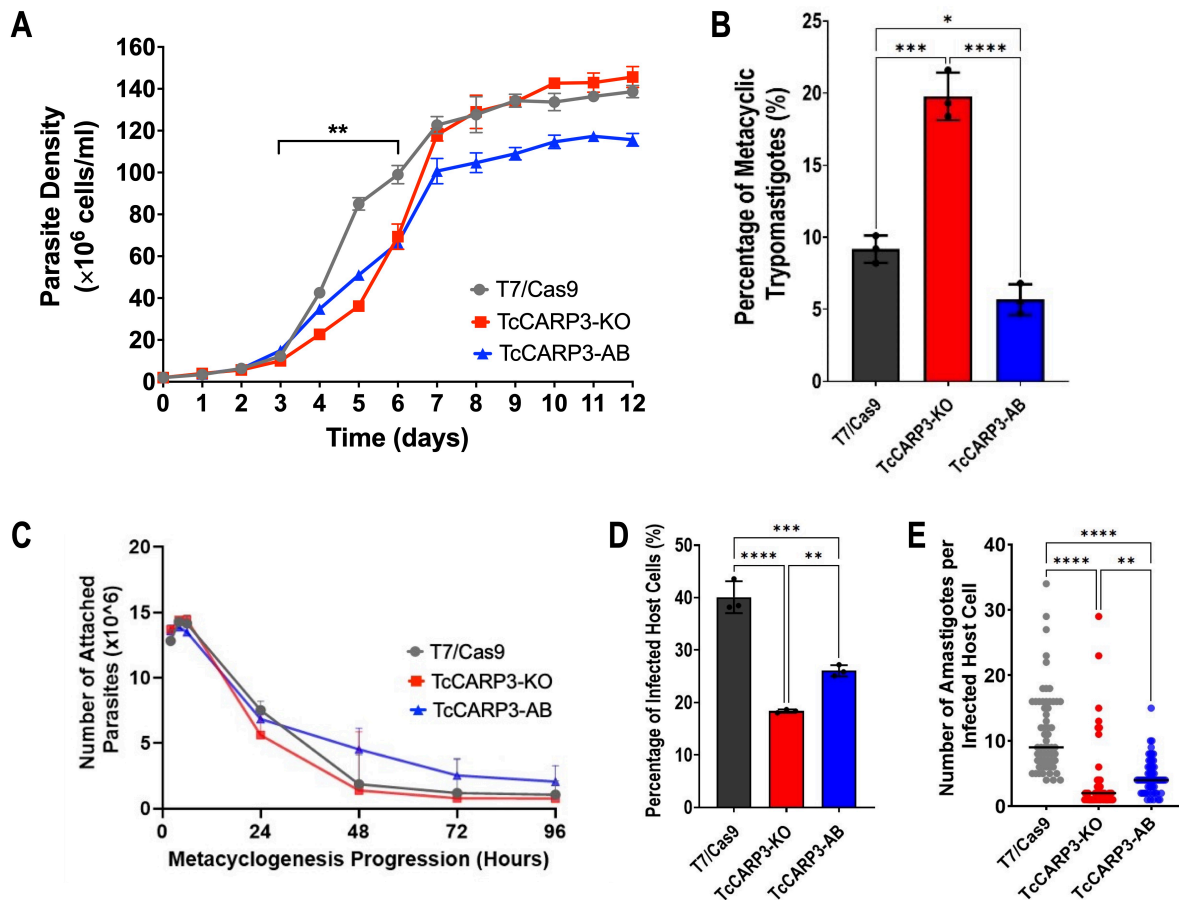 A
Parasite Density
(×10⁶ cells/ml)
160
140
120
100
80
60
40
20
0
**
T7/Cas9
TcCARP3-KO
TcCARP3-AB
0 1 2 3 4 5 6 7 8 9 10 11 12
Time (days)
B
Percentage of Metacyclic
Trypomastigotes (%)
25
20
15
10
5
0
*
*** ****
T7/Cas9
TcCARP3-KO
TcCARP3-AB
C
Number of Attached
Parasites (x10^6)
20
15
10
5
0
T7/Cas9
TcCARP3-KO
TcCARP3-AB
0 24 48 72 96
Metacyclogenesis Progression (Hours)
D
Percentage of Infected Host Cells (%)
50
40
30
20
10
0
***
**** **
T7/Cas9
TcCARP3-KO
TcCARP3-AB
E
Number of Amastigotes per
Infected Host Cell
40
30
20
10
0
****
**** **
T7/Cas9
TcCARP3-KO
TcCARP3-AB